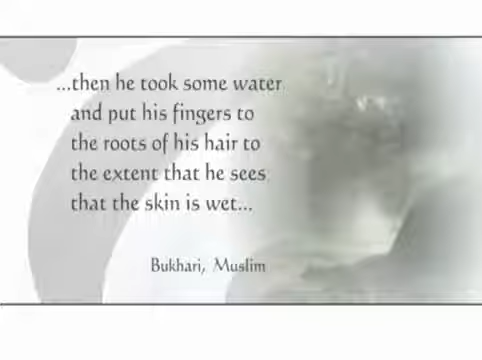 ...then he took some water
and put his fingers to
the roots of his hair to
the extent that he sees
that the skin is wet...
Bukhari, Muslim